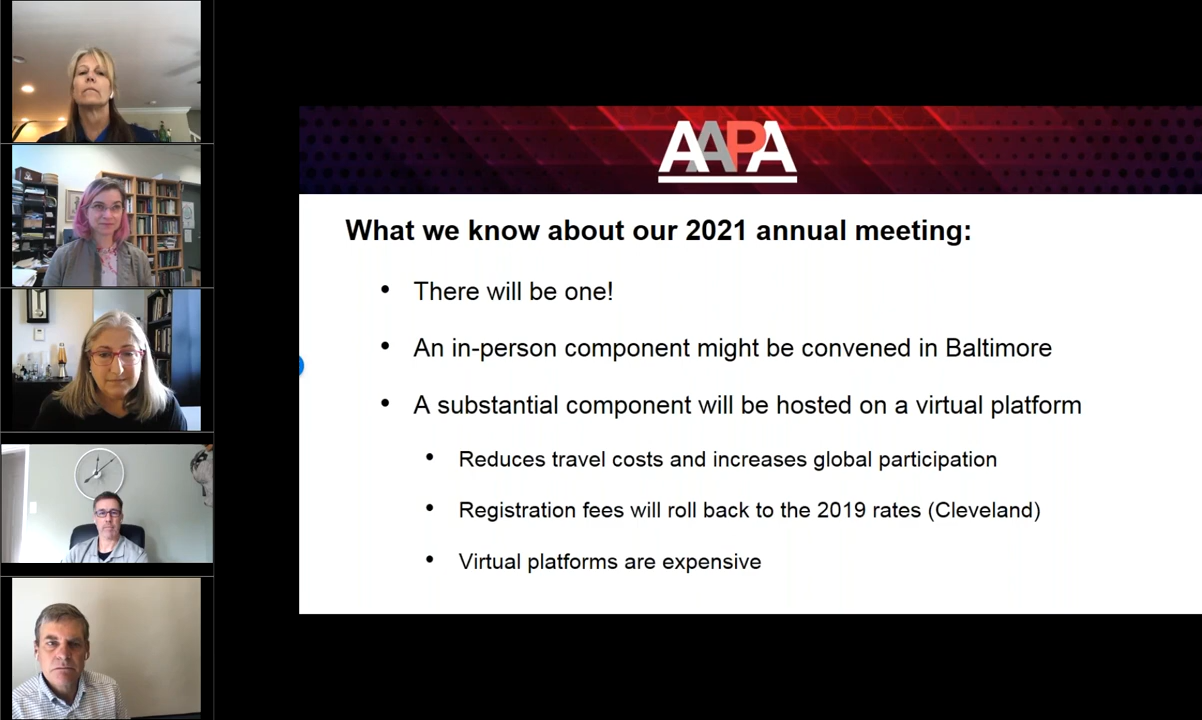 AAPA
What we know about our 2021 annual meeting:
• There will be one!
• An in-person component might be convened in Baltimore
• A substantial component will be hosted on a virtual platform
• Reduces travel costs and increases global participation
• Registration fees will roll back to the 2019 rates (Cleveland)
• Virtual platforms are expensive